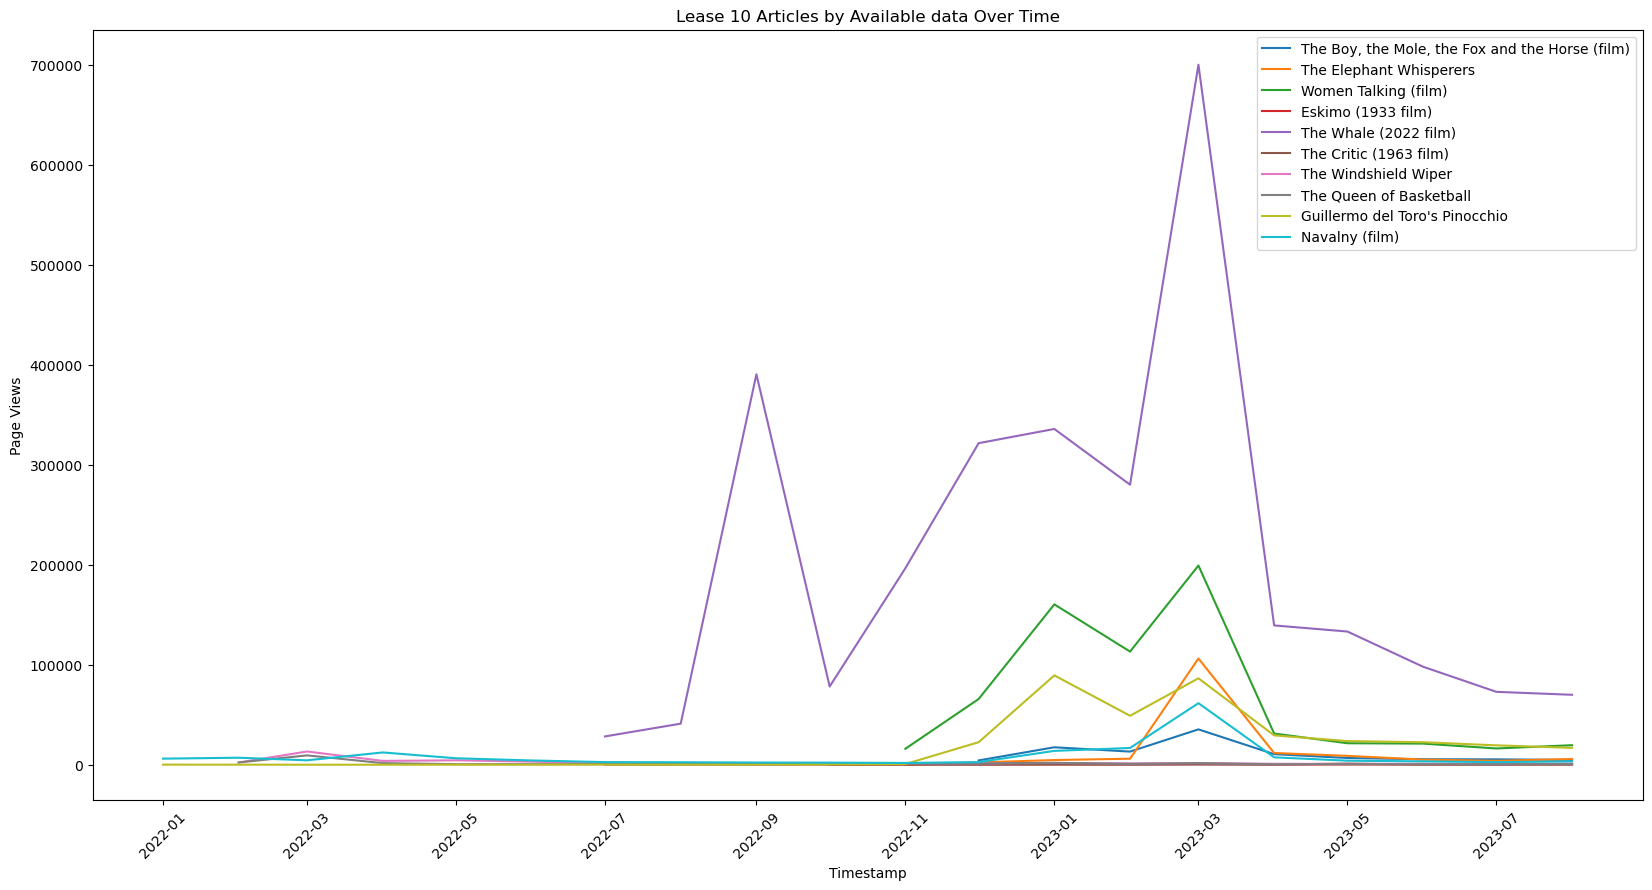 Lease 10 Articles by Available data Over Time
The Boy, the Mole, the Fox and the Horse (film)
The Elephant Whisperers
Women Talking (film)
Eskimo (1933 film)
The Whale (2022 film)
The Critic (1963 film)
The Windshield Wiper
The Queen of Basketball
Guillermo del Toro's Pinocchio
Navalny (film)
Page Views
700000
600000
500000
400000
300000
200000
100000
0
2022-01
2022-03
2022-05
2022-07
2022-09
2022-11
2023-01
2023-03
2023-05
2023-07
Timestamp